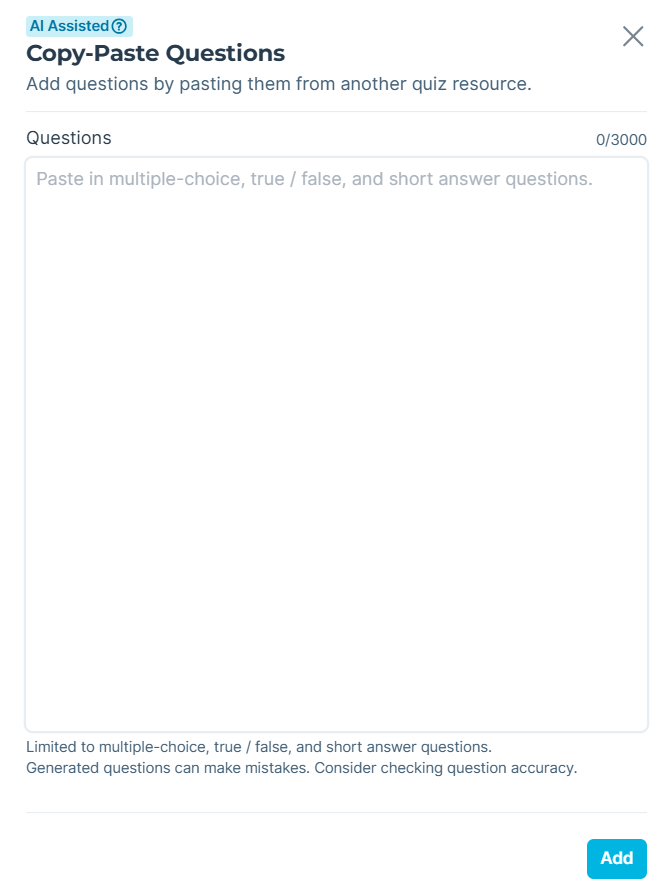 AI Assisted ?
Copy-Paste Questions
Add questions by pasting them from another quiz resource.
Questions
0/3000
Paste in multiple-choice, true / false, and short answer questions.
Limited to multiple-choice, true / false, and short answer questions.
Generated questions can make mistakes. Consider checking question accuracy.
Add